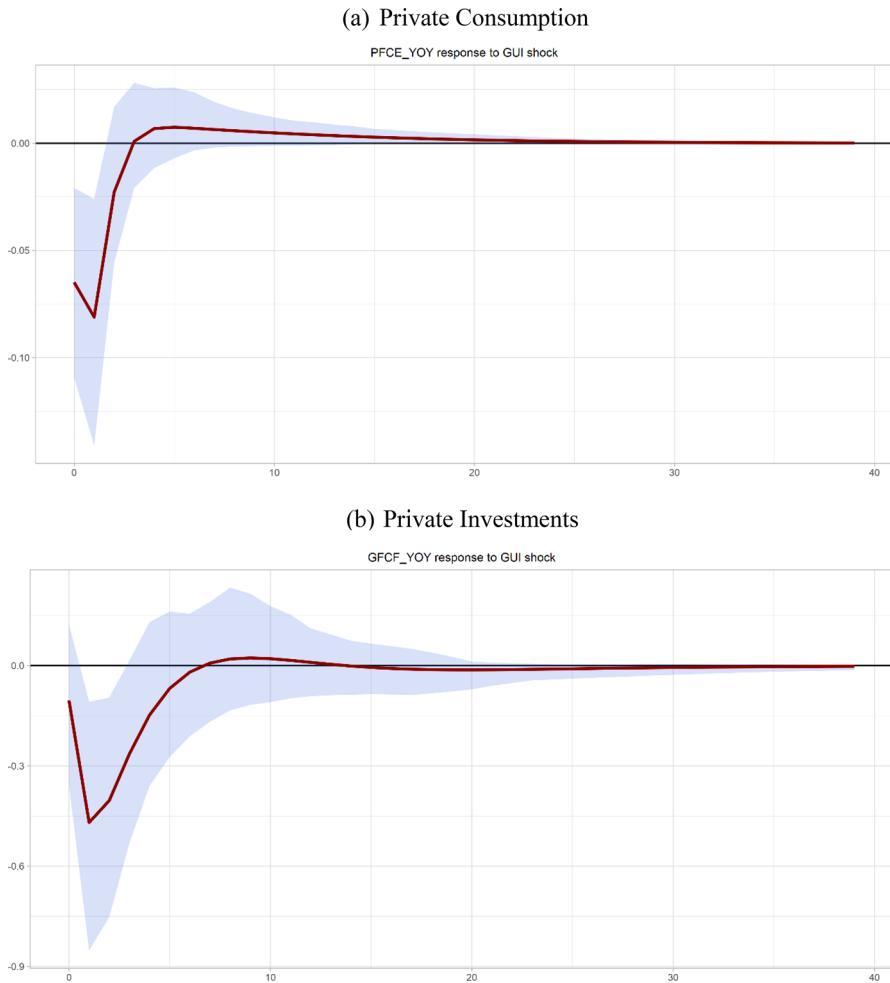 (a) Private Consumption
PFCE_YOY response to GUI shock
0.00
-0.05
-0.10
0 10 20 30 40
(b) Private Investments
GFCF_YOY response to GUI shock
0.0
-0.3
-0.6
-0.9
0 10 20 30 40